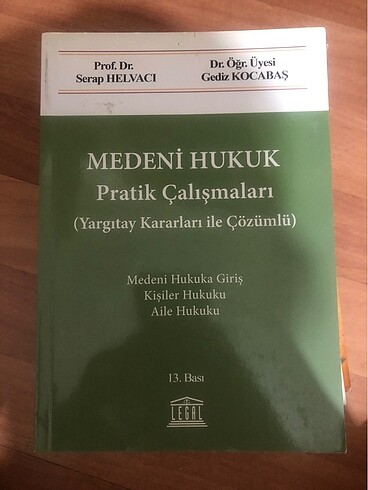 Prof. Dr.
Serap HELVACI
Dr. Öğr. Üyesi
Gediz KOCABAŞ
MEDENİ HUKUK
Pratik Çalışmaları
(Yargıtay Kararları ile Çözümlü)
Medeni Hukuka Giriş
Kişiler Hukuku
Aile Hukuku
13. Bası
LEGAL